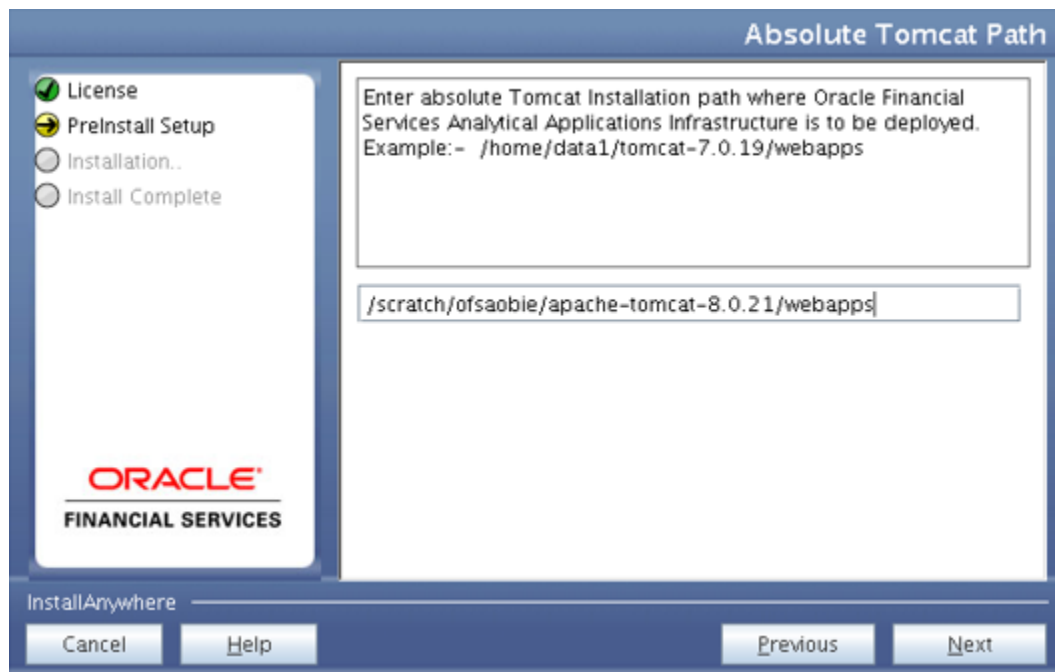 Absolute Tomcat Path
License
PreInstall Setup
Installation..
Install Complete
ORACLE
FINANCIAL SERVICES
Enter absolute Tomcat Installation path where Oracle Financial
Services Analytical Applications Infrastructure is to be deployed.
Example:- /home/data1/tomcat-7.0.19/webapps
/scratch/ofsaobie/apache-tomcat-8.0.21/webapps
InstallAnywhere
Cancel
Help
Previous
Next